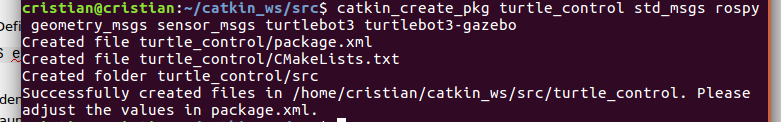 cristian@cristian:~/catkin_ws/src$ catkin_create_pkg turtle_control std_msgs rospy
geometry_msgs sensor_msgs turtlebot3 turtlebot3-gazebo
Created file turtle_control/package.xml
Created file turtle_control/CMakeLists.txt
Created folder turtle_control/src
Successfully created files in /home/cristian/catkin_ws/src/turtle_control. Please
adjust the values in package.xml.